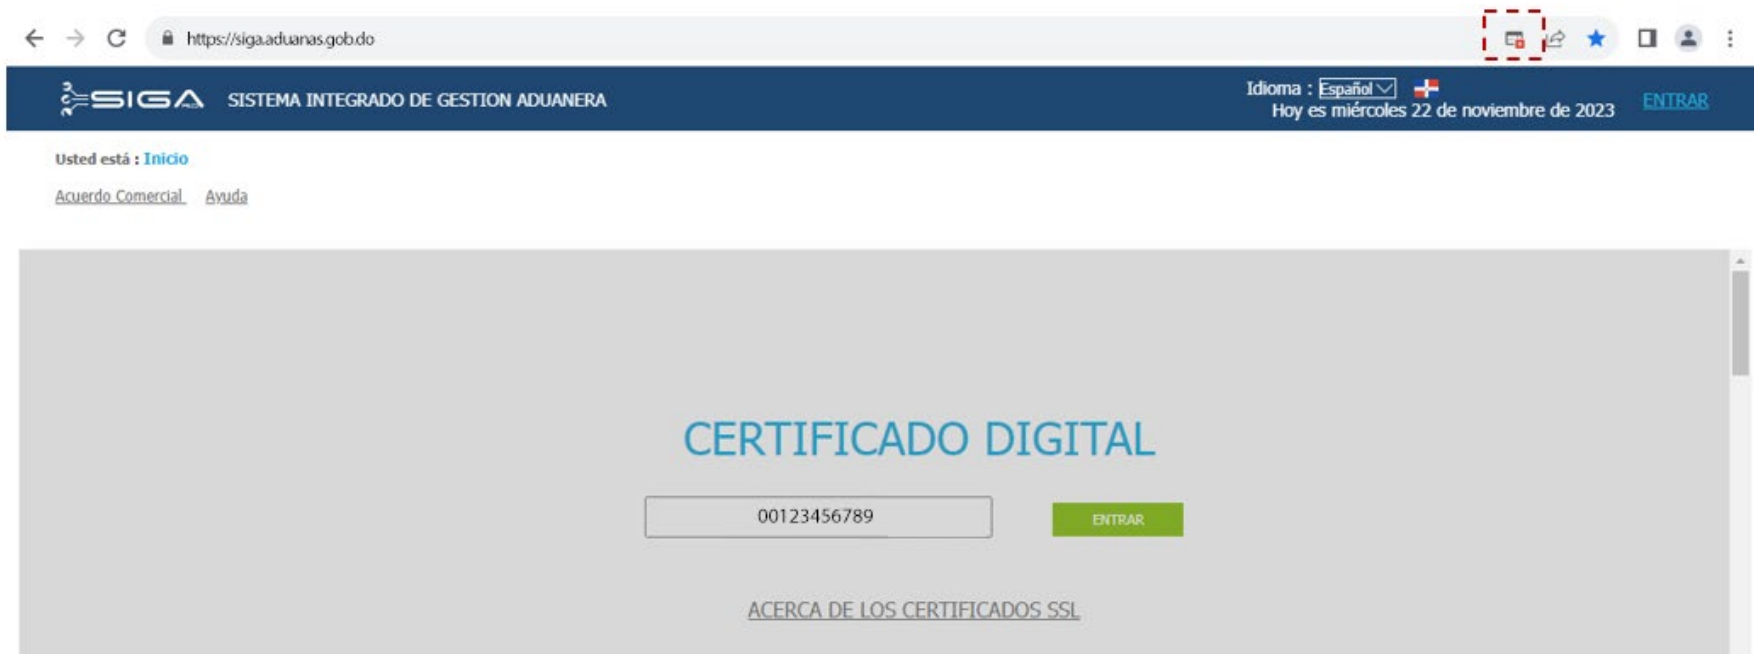 https://siga.aduanas.gob.do
SIGA SISTEMA INTEGRADO DE GESTION ADUANERA
Idioma : Español
Hoy es miércoles 22 de noviembre de 2023
ENTRAR
Usted está : Inicio
Acuerdo Comercial Ayuda
CERTIFICADO DIGITAL
00123456789 ENTRAR
ACERCA DE LOS CERTIFICADOS SSL